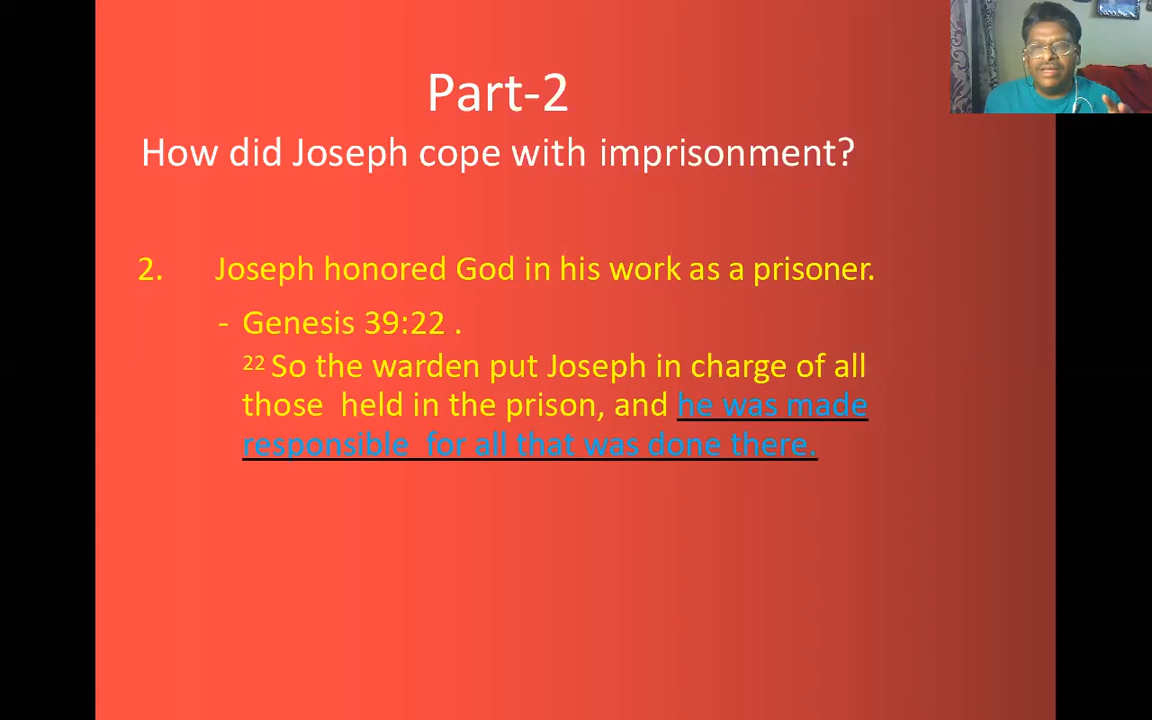 Part-2
How did Joseph cope with imprisonment?
2. Joseph honored God in his work as a prisoner.
- Genesis 39:22 .
22 So the warden put Joseph in charge of all
those held in the prison, and he was made
responsible for all that was done there.